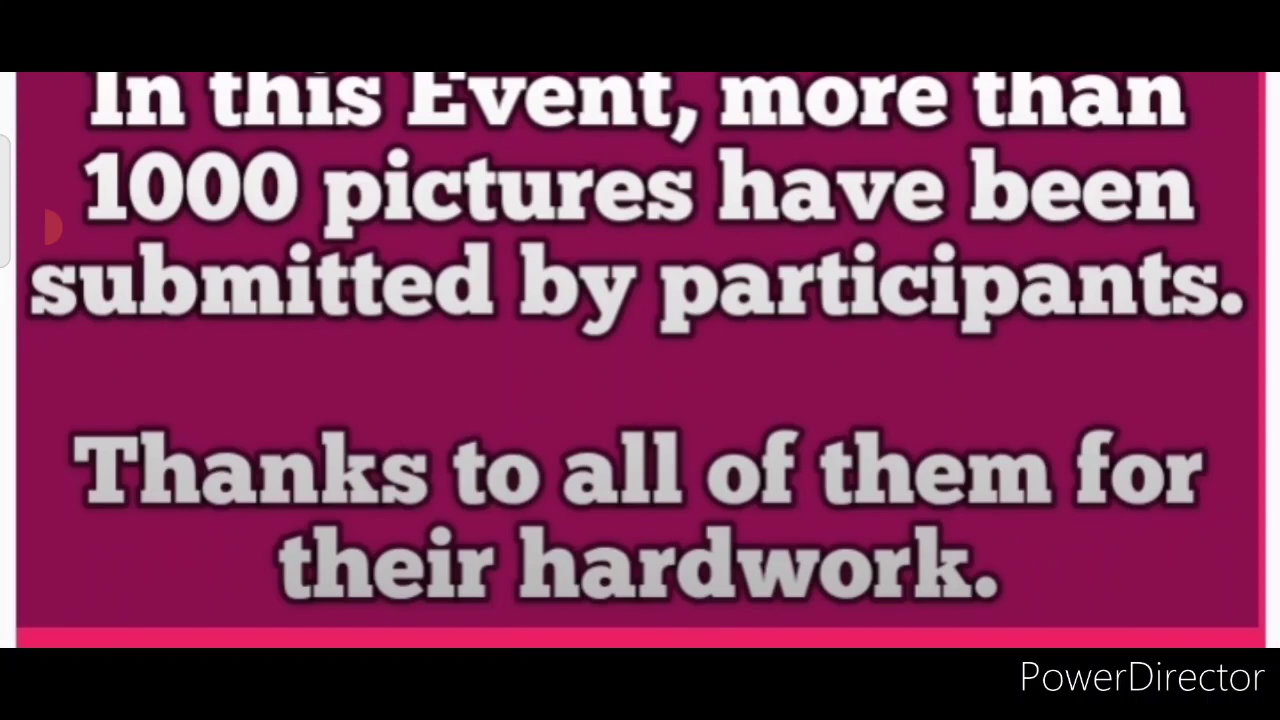 In this Event, more than
1000 pictures have been
submitted by participants.
Thanks to all of them for
their hardwork.
PowerDirector